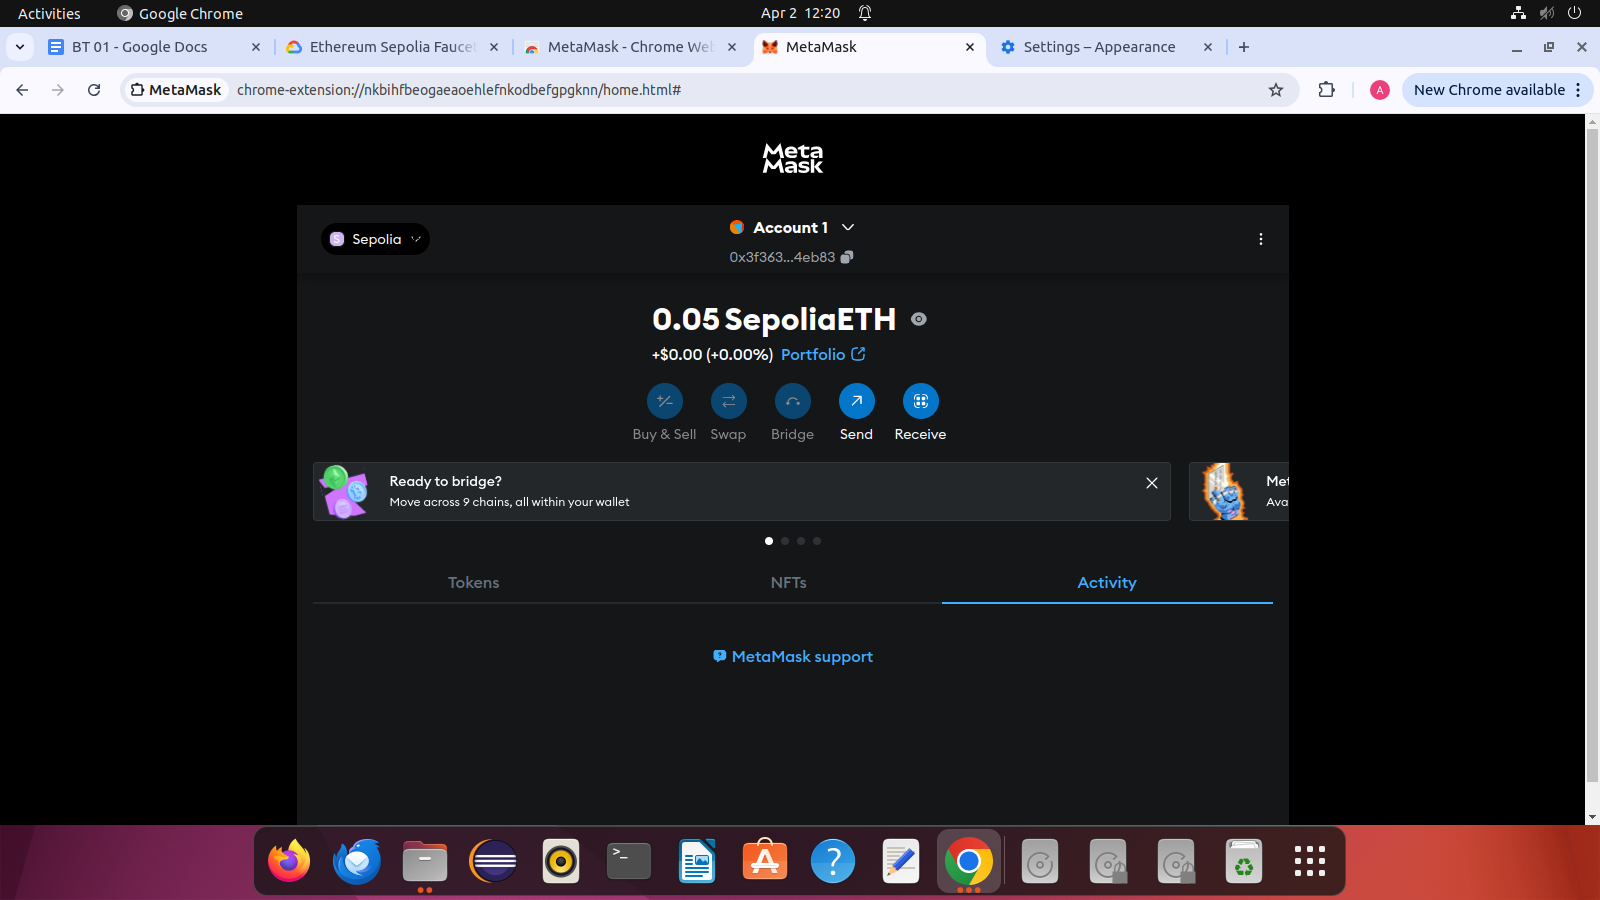 Activities Google Chrome Apr 2 12:20
BT 01 - Google Docs Ethereum Sepolia Fauce MetaMask - Chrome We MetaMask Settings – Appearance
MetaMask chrome-extension://nkbihfbeogaeaoehlefnkodbefgpgknn/home.html# A New Chrome available
Meta
Mask
Sepolia
Account 1
0x3f363...4eb83
0.05 SepoliaETH
+$0.00 (+0.00%) Portfolio
Buy & Sell Swap Bridge Send Receive
Ready to bridge?
Move across 9 chains, all within your wallet
Met
Ava
Tokens NFTs Activity
MetaMask support